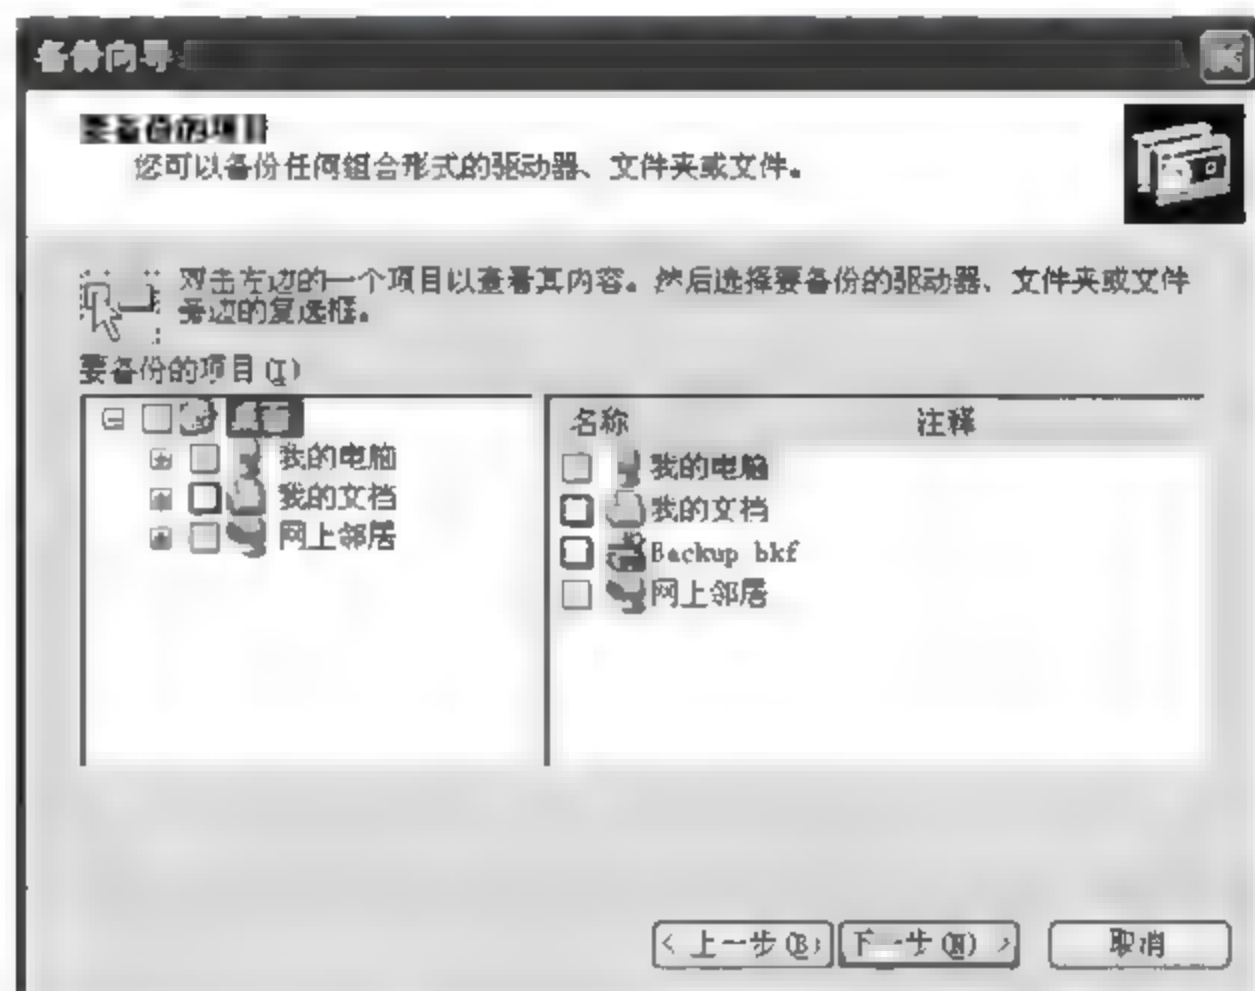 备份向导
要备份的项目
您可以备份任何组合形式的驱动器、文件夹或文件。
双击左边的一个项目以查看其内容。然后选择要备份的驱动器、文件夹或文件
旁边的复选框。
要备份的项目(I)
桌面
我的电脑
我的文档
网上邻居
名称 注释
我的电脑
我的文档
Backup bkf
网上邻居
< 上一步(B) 下一步(N) > 取消